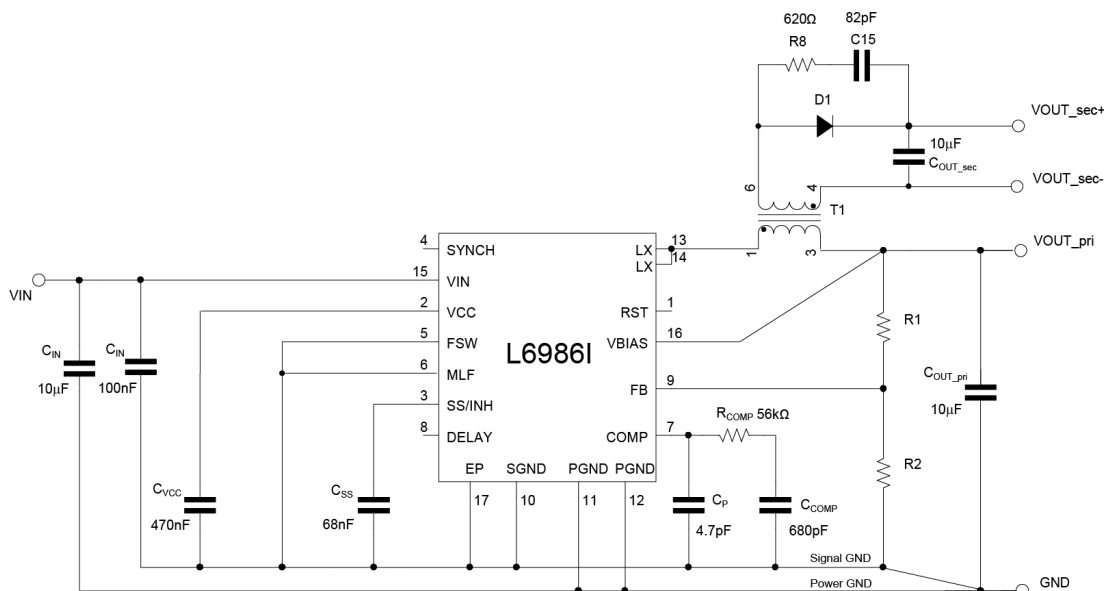 620Ω
82pF
R8
C15
D1
VOUT_sec+
10μF
COUT_sec
VOUT_sec-
6
4
T1
1
3
VOUT_pri
4
SYNCH
LX
13
14
LX
15
VIN
VIN
2
VCC
RST
1
5
FSW
VBIAS
16
R1
L6986I
CIN
10μF
CIN
100nF
6
MLF
FB
9
COUT_pri
10μF
3
SS/INH
RCOMP 56kΩ
8
DELAY
COMP
7
EP
SGND
PGND
PGND
R2
17
10
11
12
CVCC
470nF
CSS
68nF
CP
4.7pF
CCOMP
680pF
Signal GND
Power GND
GND